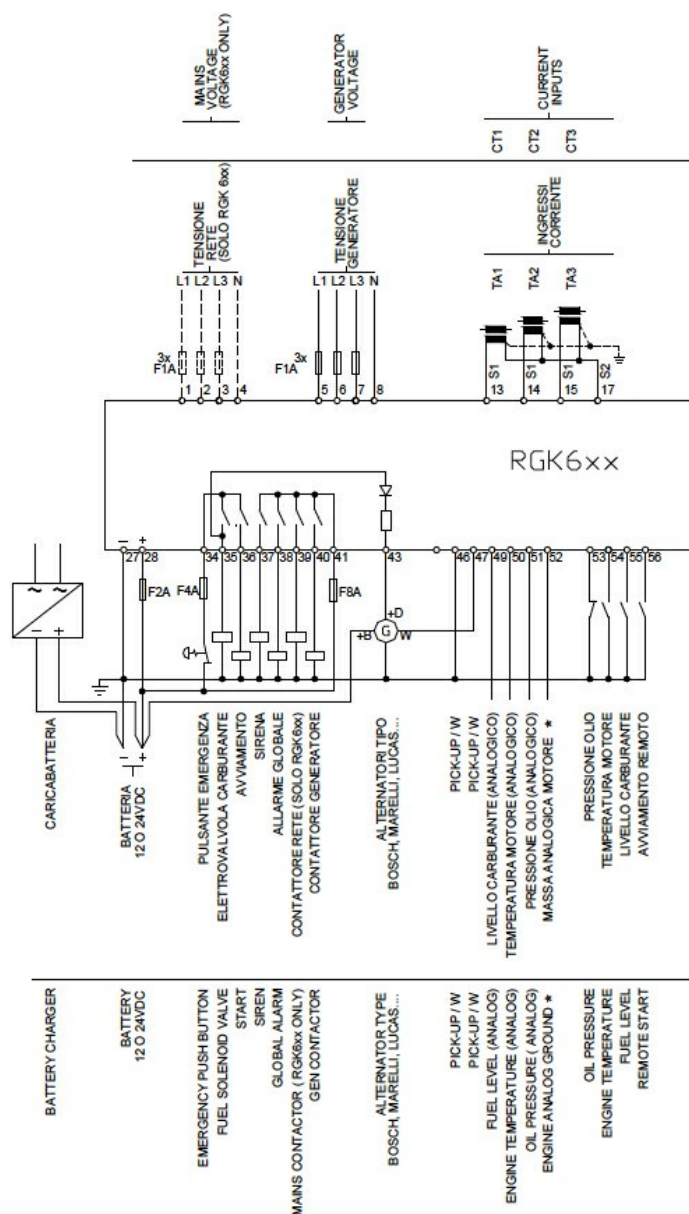 MAINS
VOLTAGE
(RGK6xx ONLY)
GENERATOR
VOLTAGE
CURRENT
INPUTS
CT1
CT2
CT3
TENSIONE
RETE
(SOLO RGK 6xx)
TENSIONE
GENERATORE
INGRESSI
CORRENTE
L1 L2 L3 N
L1 L2 L3 N
TA1
TA2
TA3
3x
F1A
3x
F1A
S1
S1
S1
S2
1 2 3 4
5 6 7 8
13 14 15 17
RGK6xx
− +
27 28 34 35 36 37 38 39 40 41 43 46 47 49 50 51 52 53 54 55 56
~ ~
− +
F2A
F4A
F8A
+D
+B G W
− +
CARICABATTERIA
BATTERIA
12 O 24VDC
PULSANTE EMERGENZA
ELETTROVALVOLA CARBURANTE
AVVIAMENTO
SIRENA
ALLARME GLOBALE
CONTATTORE RETE (SOLO RGK6xx)
CONTATTORE GENERATORE
ALTERNATORI TIPO
BOSCH, MARELLI, LUCAS....
PICK-UP / W
PICK-UP / W
LIVELLO CARBURANTE (ANALOGICO)
TEMPERATURA MOTORE (ANALOGICO)
PRESSIONE OLIO (ANALOGICO)
MASSA ANALOGICA MOTORE ★
PRESSIONE OLIO
TEMPERATURA MOTORE
LIVELLO CARBURANTE
AVVIAMENTO REMOTO
BATTERY CHARGER
BATTERY
12 O 24VDC
EMERGENCY PUSH BUTTON
FUEL SOLENOID VALVE
START
SIREN
GLOBAL ALARM
MAINS CONTACTOR ( RGK6xx ONLY)
GEN CONTACTOR
ALTERNATOR TYPE
BOSCH, MARELLI, LUCAS....
PICK-UP / W
PICK-UP / W
FUEL LEVEL (ANALOG)
ENGINE TEMPERATURE (ANALOG)
OIL PRESSURE ( ANALOG)
ENGINE ANALOG GROUND ★
OIL PRESSURE
ENGINE TEMPERATURE
FUEL LEVEL
REMOTE START